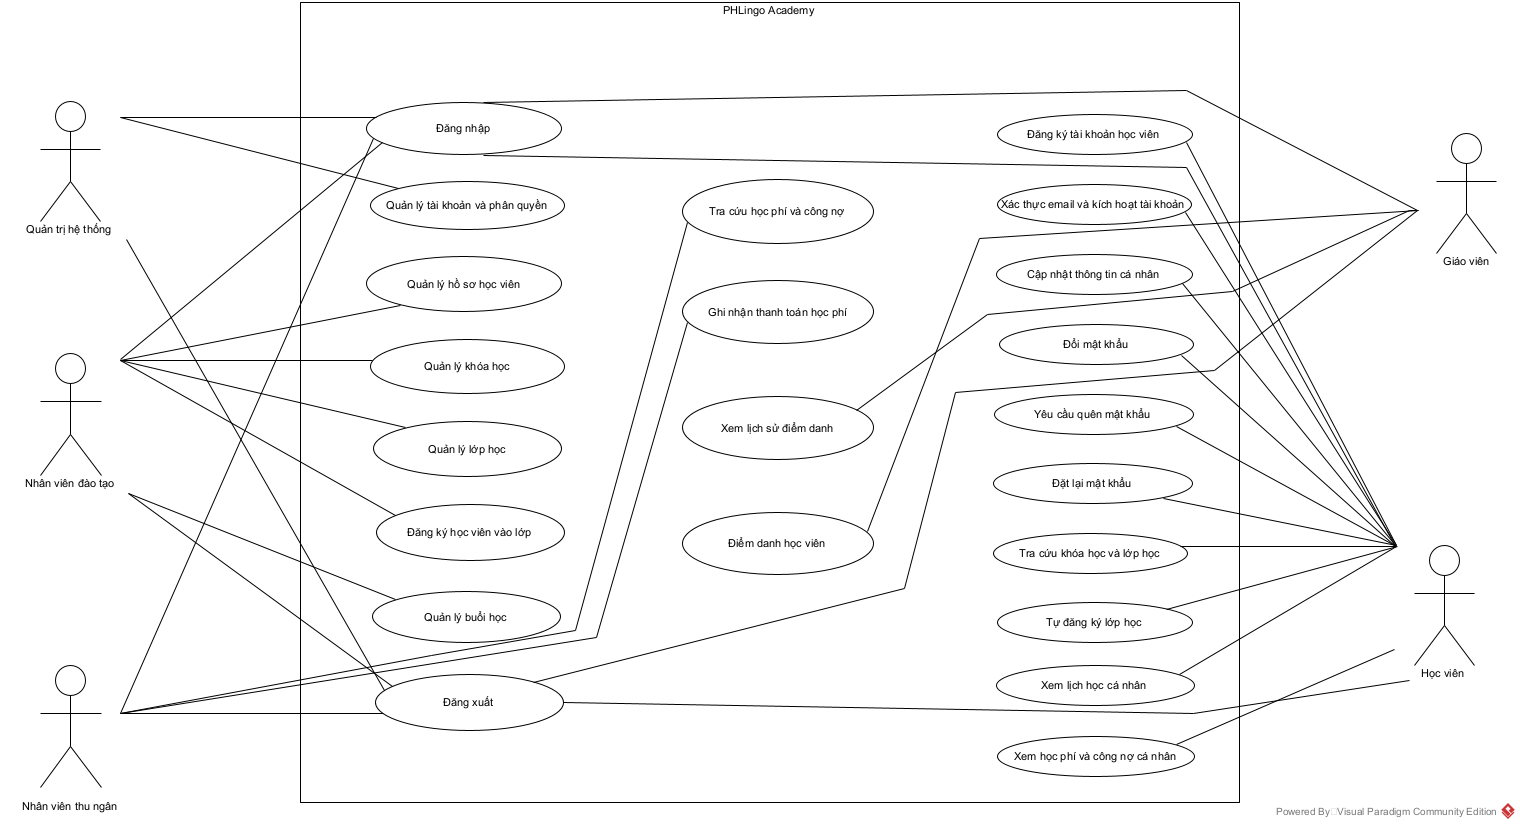 PHLingo Academy
Đăng nhập
Đăng ký tài khoản học viên
Xác thực email và kích hoạt tài khoản
Quản lý tài khoản và phân quyền
Tra cứu học phí và công nợ
Quản trị hệ thống
Giáo viên
Cập nhật thông tin cá nhân
Quản lý hồ sơ học viên
Ghi nhận thanh toán học phí
Đổi mật khẩu
Quản lý khóa học
Yêu cầu quên mật khẩu
Xem lịch sử điểm danh
Quản lý lớp học
Nhân viên đào tạo
Đặt lại mật khẩu
Đăng ký học viên vào lớp
Điểm danh học viên
Tra cứu khóa học và lớp học
Quản lý buổi học
Tự đăng ký lớp học
Học viên
Xem lịch học cá nhân
Đăng xuất
Xem học phí và công nợ cá nhân
Nhân viên thu ngân
Powered By Visual Paradigm Community Edition